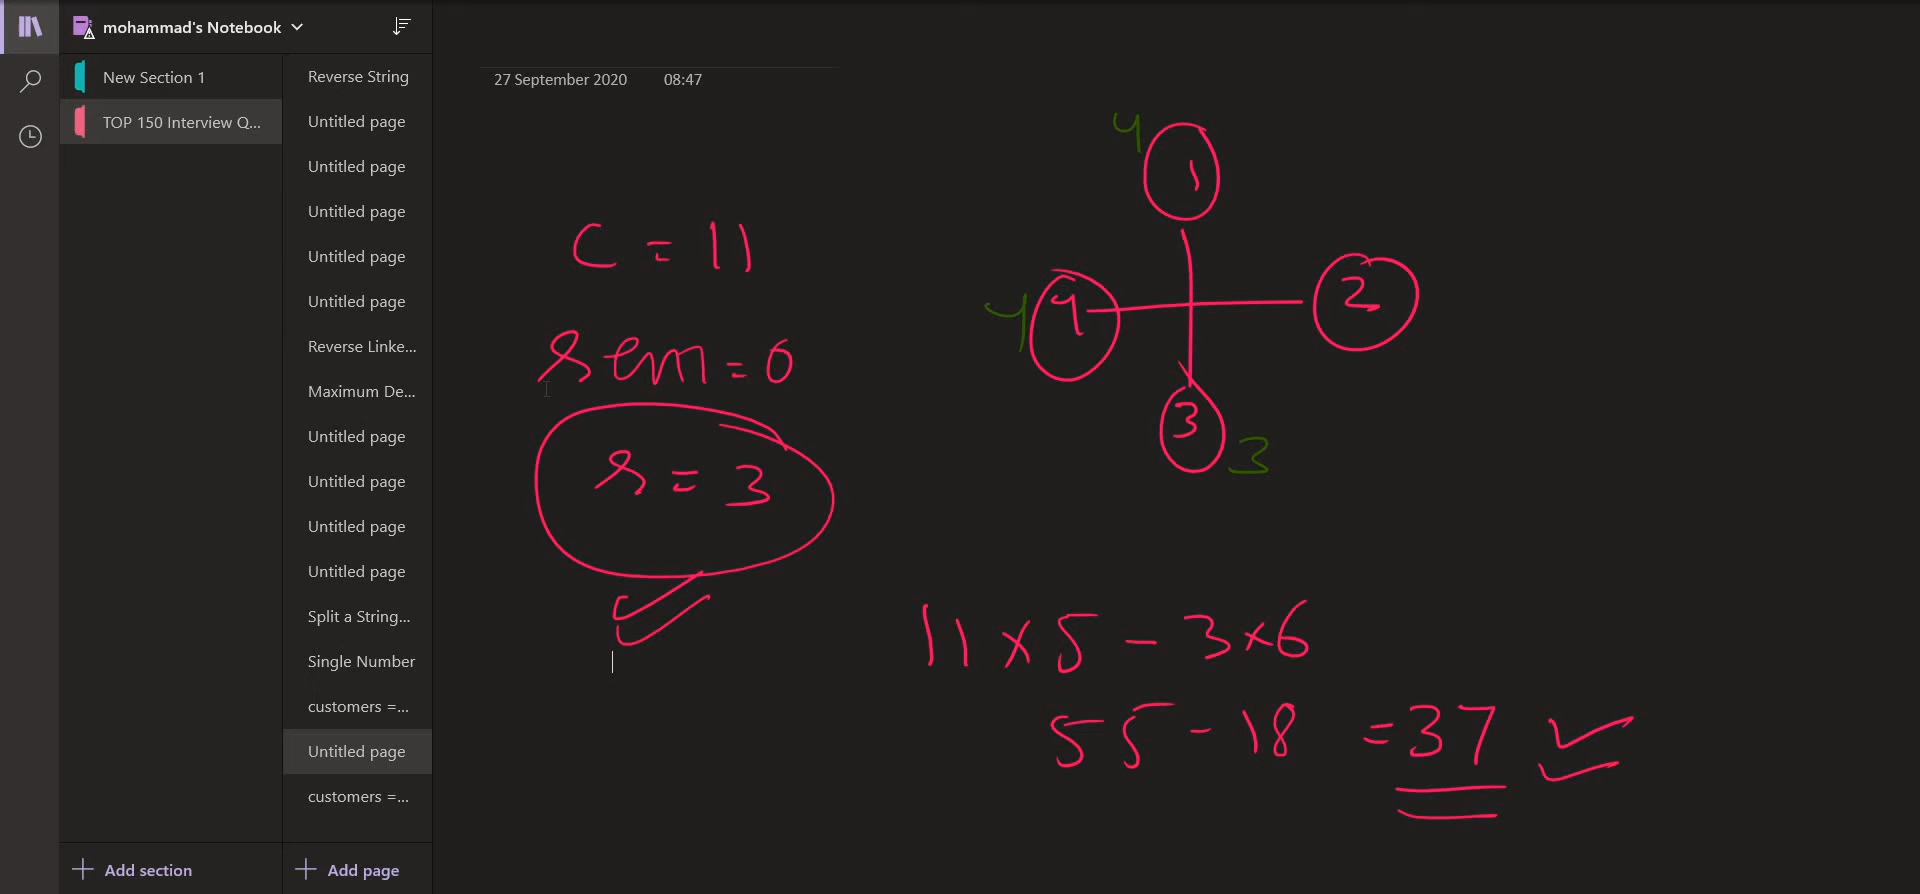 mohammad's Notebook
New Section 1
TOP 150 Interview Q...
Reverse String
Untitled page
Untitled page
Untitled page
Untitled page
Untitled page
Reverse Linke...
Maximum De...
Untitled page
Untitled page
Untitled page
Untitled page
Split a String...
Single Number
customers =...
Untitled page
customers =...
Add section
Add page
27 September 2020 08:47
C = 11
rem = 0
r = 3
4
1
4
4
2
3
3
11 × 5 - 3 × 6
55 - 18 = 37